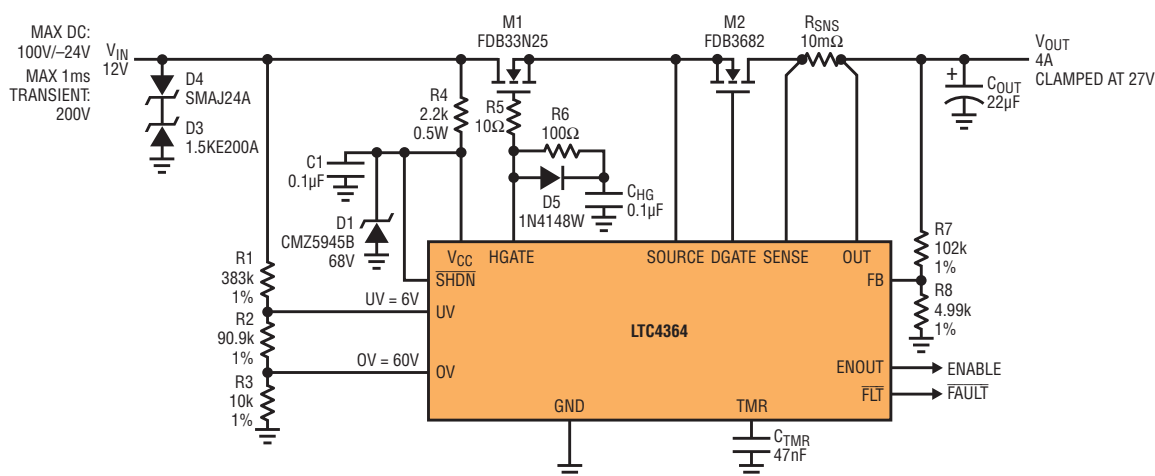 MAX DC:
100V/–24V
MAX 1ms
TRANSIENT:
200V
VIN
12V
D4
SMAJ24A
D3
1.5KE200A
R4
2.2k
0.5W
M1
FDB33N25
R5
10Ω
R6
100Ω
D5
1N4148W
CHG
0.1µF
M2
FDB3682
RSNS
10mΩ
VOUT
4A
CLAMPED AT 27V
+
COUT
22µF
C1
0.1µF
D1
CMZ5945B
68V
R1
383k
1%
R2
90.9k
1%
R3
10k
1%
UV = 6V
OV = 60V
VCC
HGATE
SOURCE
DGATE
SENSE
OUT
SHDN
UV
OV
LTC4364
FB
ENOUT
FLT
GND
TMR
R7
102k
1%
R8
4.99k
1%
ENABLE
FAULT
CTMR
47nF